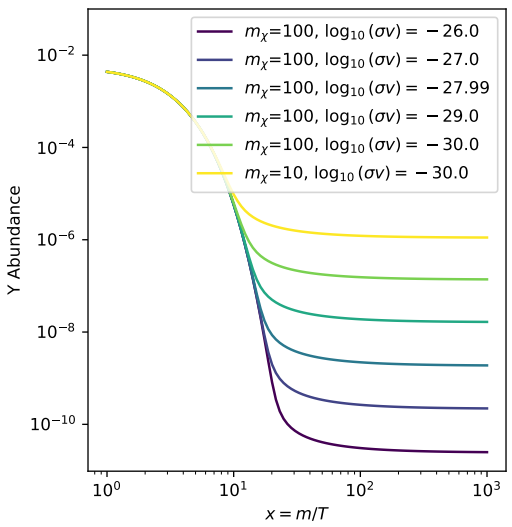 mχ=100, log₁₀ (σv) = −26.0
mχ=100, log₁₀ (σv) = −27.0
mχ=100, log₁₀ (σv) = −27.99
mχ=100, log₁₀ (σv) = −29.0
mχ=100, log₁₀ (σv) = −30.0
mχ=10, log₁₀ (σv) = −30.0
Y Abundance
10⁻²
10⁻⁴
10⁻⁶
10⁻⁸
10⁻¹⁰
10⁰ 10¹ 10² 10³
x = m/T